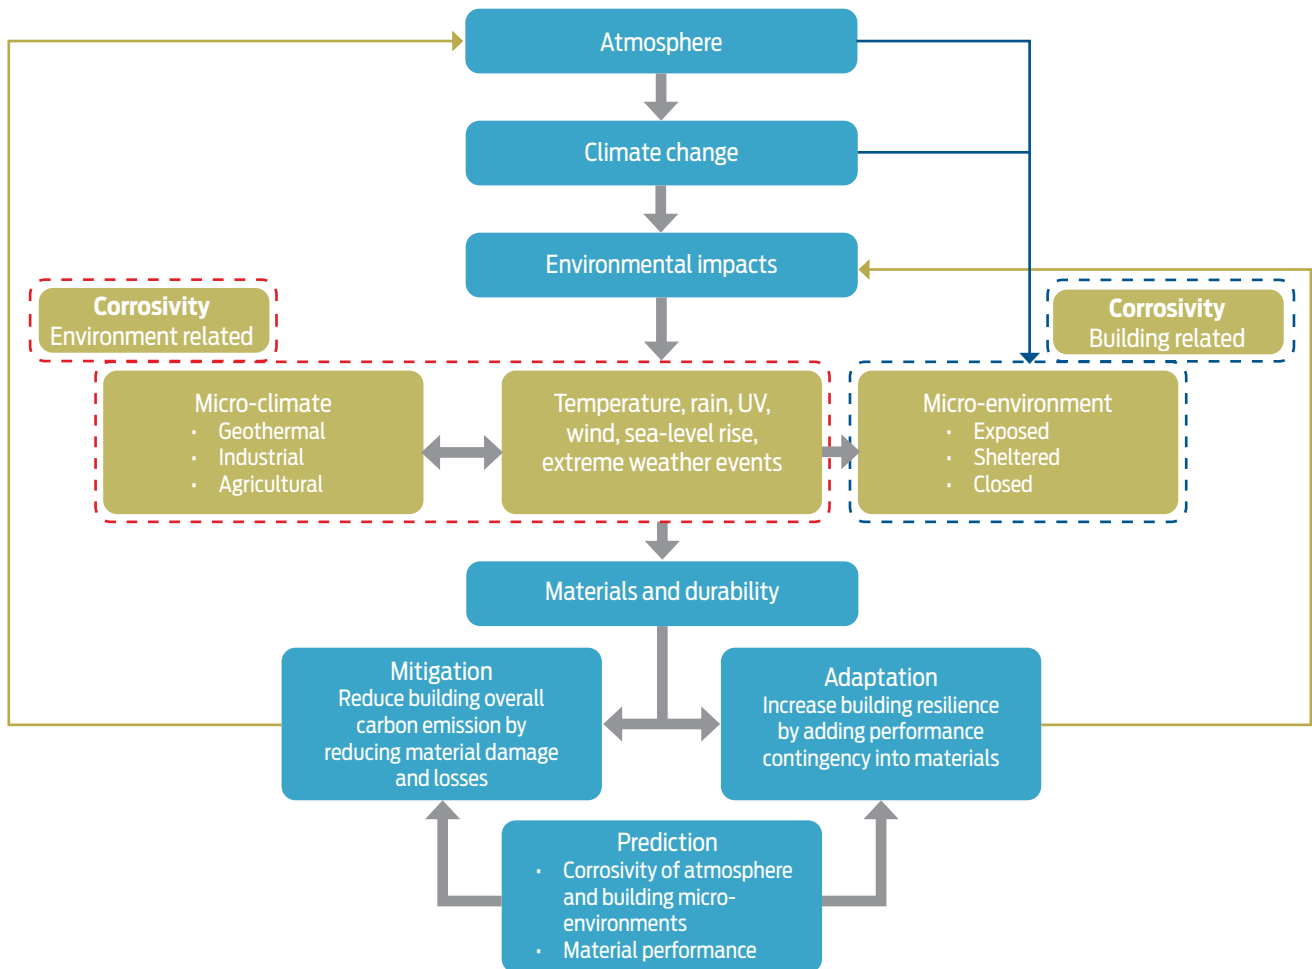 Atmosphere
Climate change
Environmental impacts
Corrosivity
Environment related
Corrosivity
Building related
Micro-climate
· Geothermal
· Industrial
· Agricultural
Temperature, rain, UV,
wind, sea-level rise,
extreme weather events
Micro-environment
· Exposed
· Sheltered
· Closed
Materials and durability
Mitigation
Reduce building overall
carbon emission by
reducing material damage
and losses
Adaptation
Increase building resilience
by adding performance
contingency into materials
Prediction
· Corrosivity of atmosphere
and building micro-
environments
· Material performance